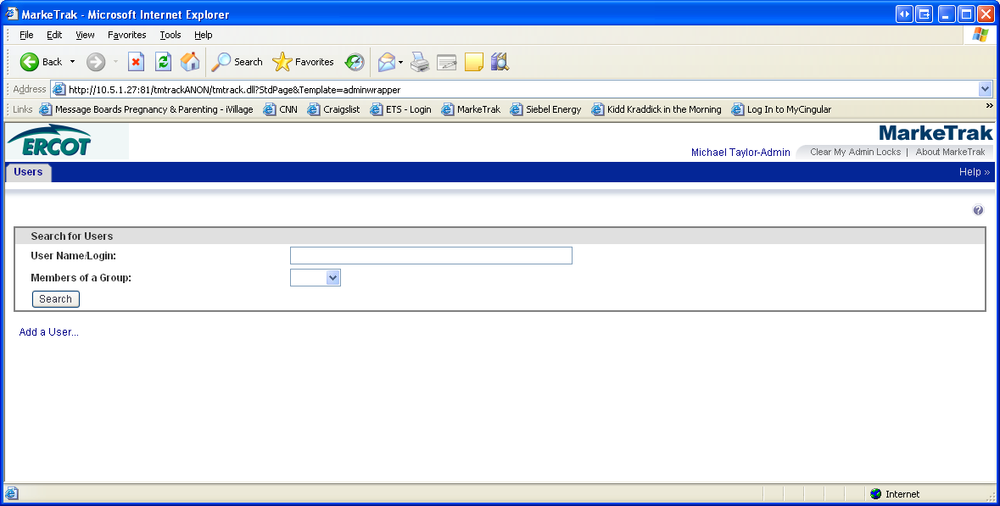 MarkeTrak - Microsoft Internet Explorer
File Edit View Favorites Tools Help
Back Search Favorites
Address http://10.5.1.27:81/tmtrackANON/tmtrack.dll?StdPage&Template=adminwrapper
Links Message Boards Pregnancy & Parenting - iVillage CNN Craigslist ETS - Login MarkeTrak Siebel Energy Kidd Kraddick in the Morning Log In to MyCingular »
ERCOT MarkeTrak
Michael Taylor-Admin Clear My Admin Locks | About MarkeTrak
Users Help »
?
Search for Users
User Name/Login:
Members of a Group:
Search
Add a User...
Internet